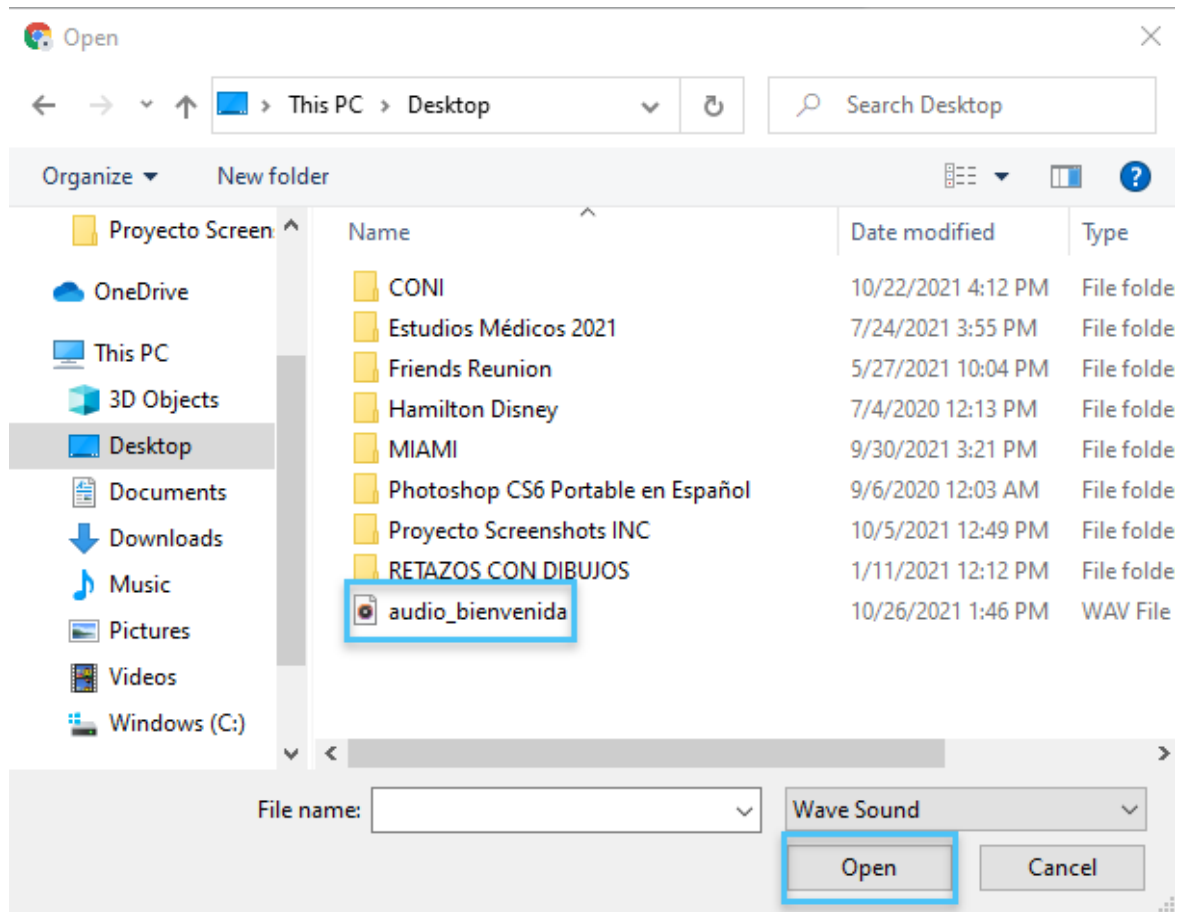 Open
This PC > Desktop
Search Desktop
Organize
New folder
Name
Date modified
Type
Proyecto Screen
OneDrive
This PC
3D Objects
Desktop
Documents
Downloads
Music
Pictures
Videos
Windows (C:)
CONI 10/22/2021 4:12 PM File folde
Estudios Médicos 2021 7/24/2021 3:55 PM File folde
Friends Reunion 5/27/2021 10:04 PM File folde
Hamilton Disney 7/4/2020 12:13 PM File folde
MIAMI 9/30/2021 3:21 PM File folde
Photoshop CS6 Portable en Español 9/6/2020 12:03 AM File folde
Proyecto Screenshots INC 10/5/2021 12:49 PM File folde
RETAZOS CON DIBUJOS 1/11/2021 12:12 PM File folde
audio_bienvenida 10/26/2021 1:46 PM WAV File
File name:
Wave Sound
Open
Cancel